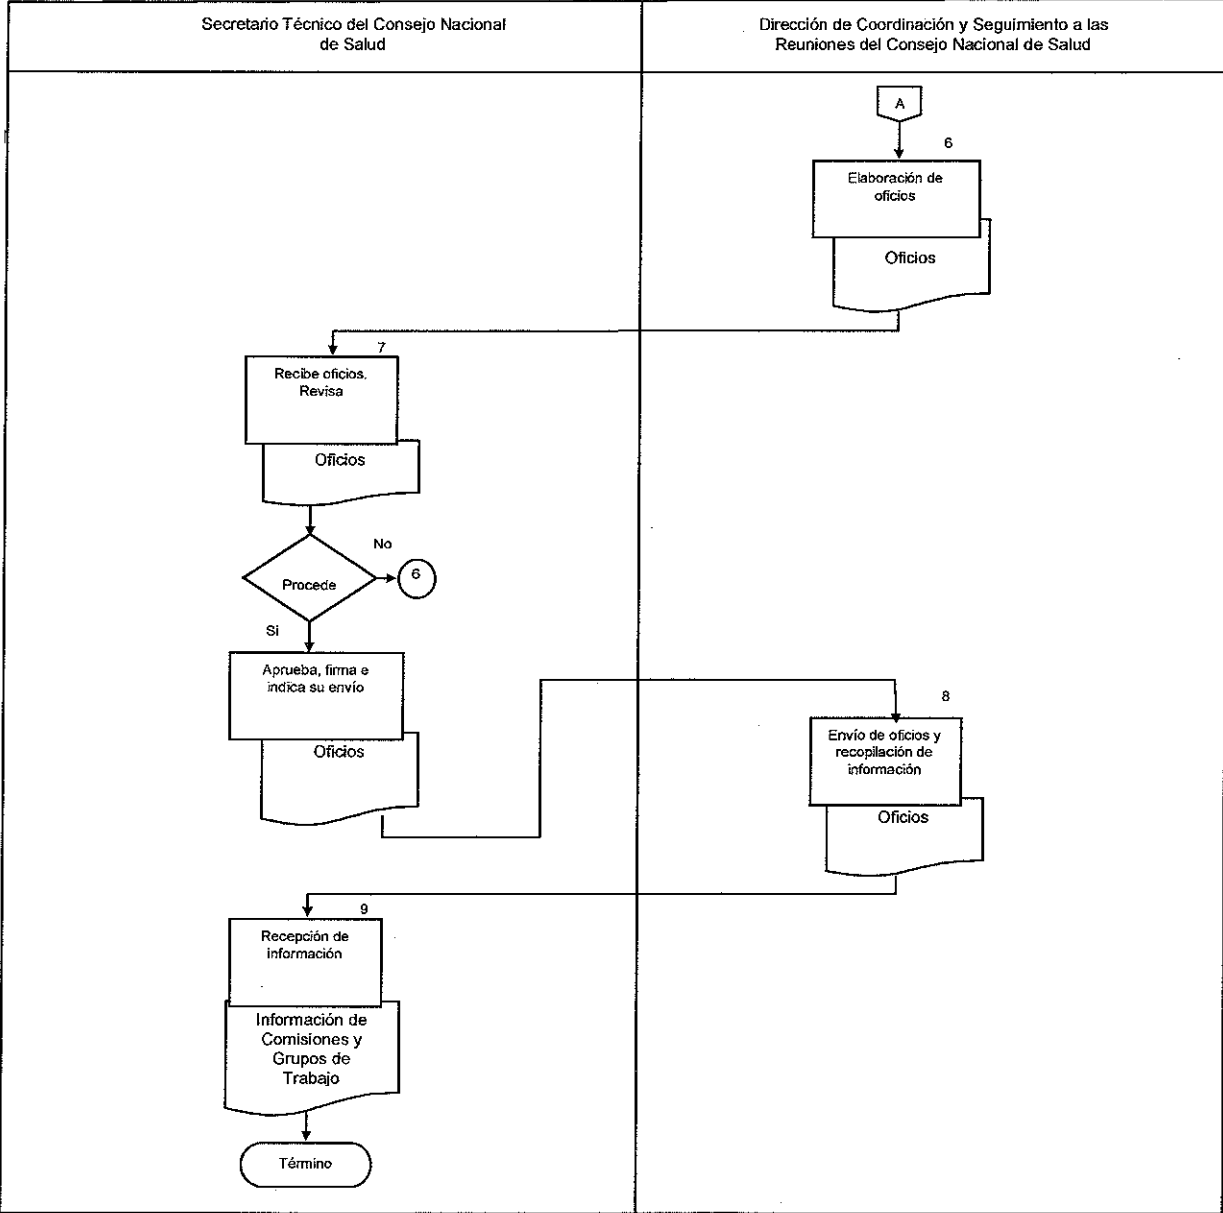 Secretario Técnico del Consejo Nacional
de Salud
Dirección de Coordinación y Seguimiento a las
Reuniones del Consejo Nacional de Salud
A
6
Elaboración de
oficios
Oficios
7
Recibe oficios.
Revisa
Oficios
No
Procede
6
Si
Aprueba, firma e
indica su envío
Oficios
8
Envío de oficios y
recopilación de
información
Oficios
9
Recepción de
información
Información de
Comisiones y
Grupos de
Trabajo
Término